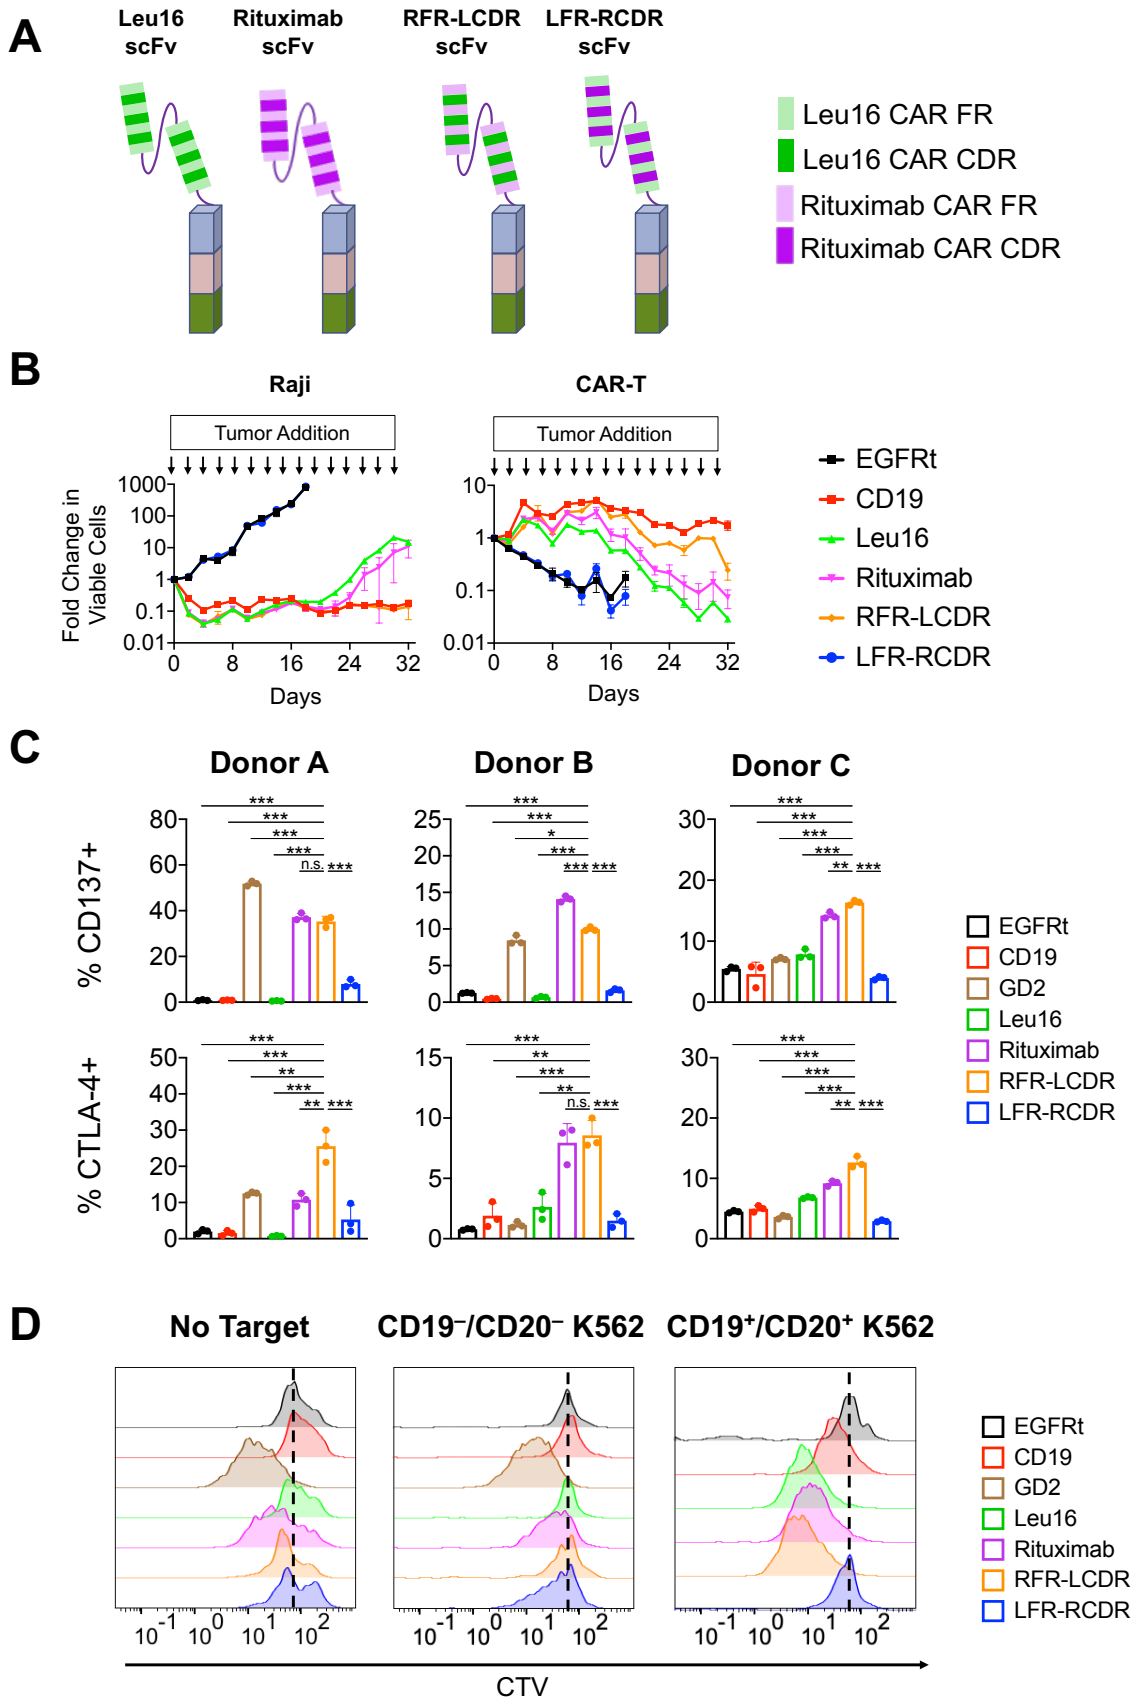 A
Leu16
scFv
Rituximab
scFv
RFR-LCDR
scFv
LFR-RCDR
scFv
Leu16 CAR FR
Leu16 CAR CDR
Rituximab CAR FR
Rituximab CAR CDR
B
Raji
CAR-T
Tumor Addition
Tumor Addition
Fold Change in
Viable Cells
1000
100
10
1
0.1
0.01
0 8 16 24 32
Days
10
1
0.1
0.01
0 8 16 24 32
Days
EGFRt
CD19
Leu16
Rituximab
RFR-LCDR
LFR-RCDR
C
Donor A
Donor B
Donor C
% CD137+
80
60
40
20
0
***
***
***
***
n.s. ***
25
20
15
10
5
0
***
***
*
***
*** ***
30
20
10
0
***
***
***
***
** ***
% CTLA-4+
50
40
30
20
10
0
***
***
**
***
** ***
15
10
5
0
***
**
***
**
n.s. ***
30
20
10
0
***
***
***
***
** ***
EGFRt
CD19
GD2
Leu16
Rituximab
RFR-LCDR
LFR-RCDR
D
No Target
CD19⁻/CD20⁻ K562
CD19⁺/CD20⁺ K562
10⁻¹ 10⁰ 10¹ 10²
10⁻¹ 10⁰ 10¹ 10²
10⁻¹ 10⁰ 10¹ 10²
CTV
EGFRt
CD19
GD2
Leu16
Rituximab
RFR-LCDR
LFR-RCDR